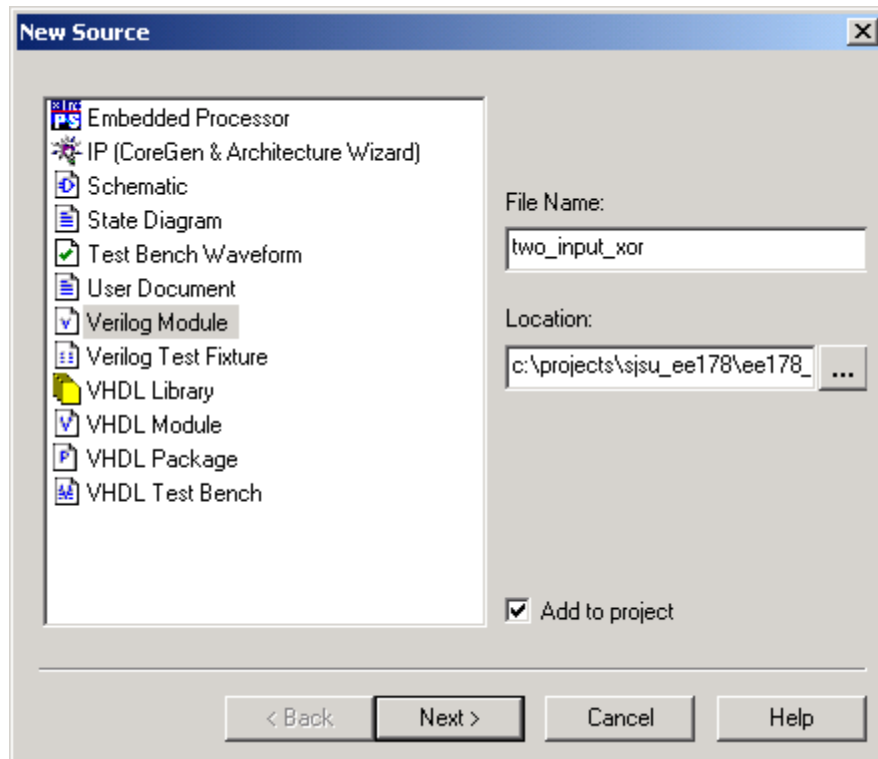 New Source
Embedded Processor
IP (CoreGen & Architecture Wizard)
Schematic
State Diagram
Test Bench Waveform
User Document
Verilog Module
Verilog Test Fixture
VHDL Library
VHDL Module
VHDL Package
VHDL Test Bench
File Name:
two_input_xor
Location:
c:\projects\sjsu_ee178\ee178_
...
Add to project
< Back
Next >
Cancel
Help